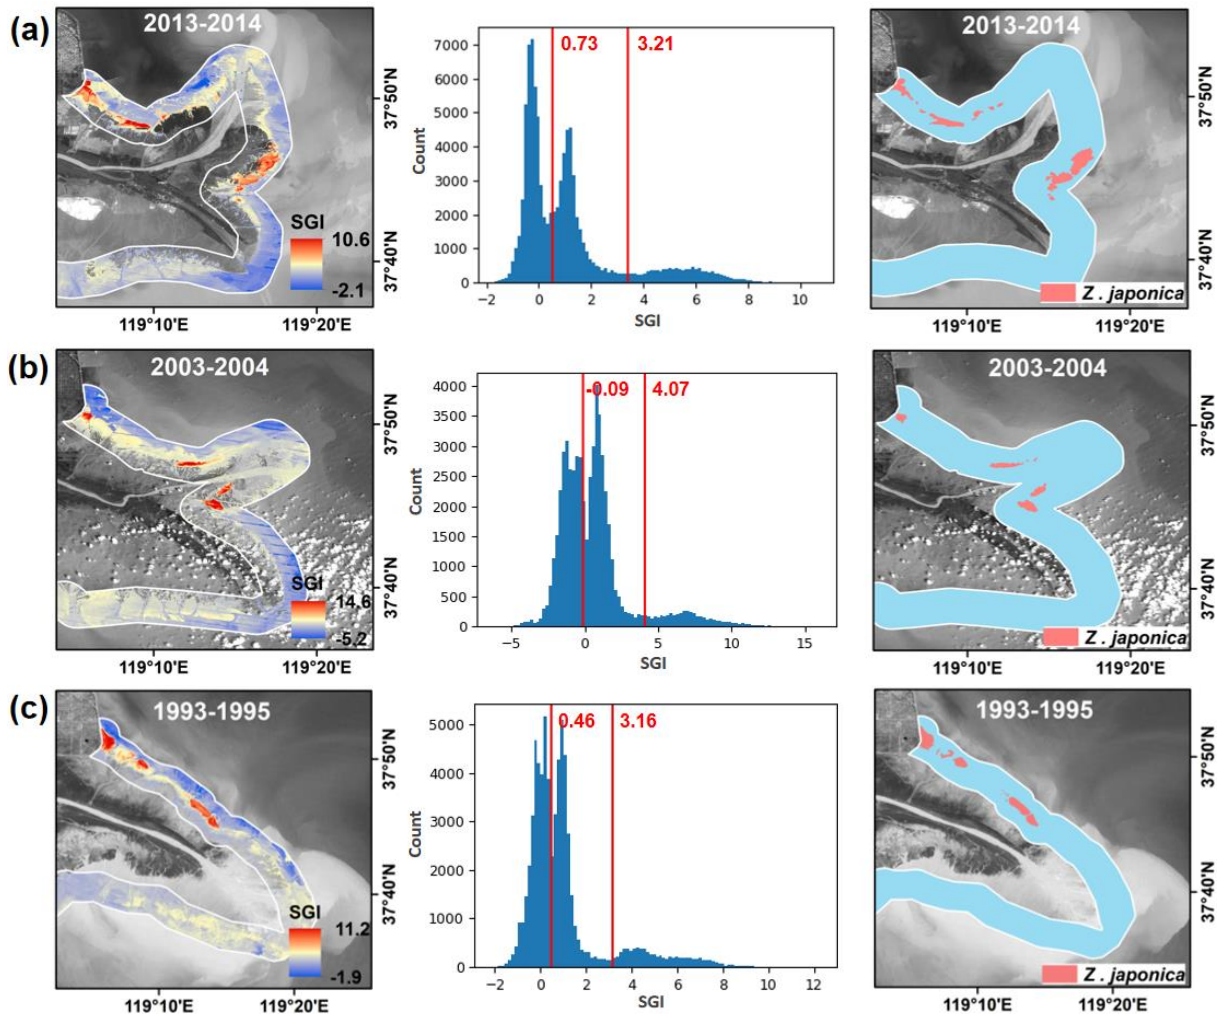 (a)
2013-2014
SGI
10.6
-2.1
37°50'N
37°40'N
119°10'E
119°20'E
Count
7000
6000
5000
4000
3000
2000
1000
0
0.73
3.21
−2
0
2
4
6
8
10
SGI
2013-2014
Z . japonica
37°50'N
37°40'N
119°10'E
119°20'E
(b)
2003-2004
SGI
14.6
-5.2
37°50'N
37°40'N
119°10'E
119°20'E
Count
4000
3500
3000
2500
2000
1500
1000
500
0
-0.09
4.07
−5
0
5
10
15
SGI
2003-2004
Z . japonica
37°50'N
37°40'N
119°10'E
119°20'E
(c)
1993-1995
SGI
11.2
-1.9
37°50'N
37°40'N
119°10'E
119°20'E
Count
5000
4000
3000
2000
1000
0
0.46
3.16
−2
0
2
4
6
8
10
12
SGI
1993-1995
Z . japonica
37°50'N
37°40'N
119°10'E
119°20'E